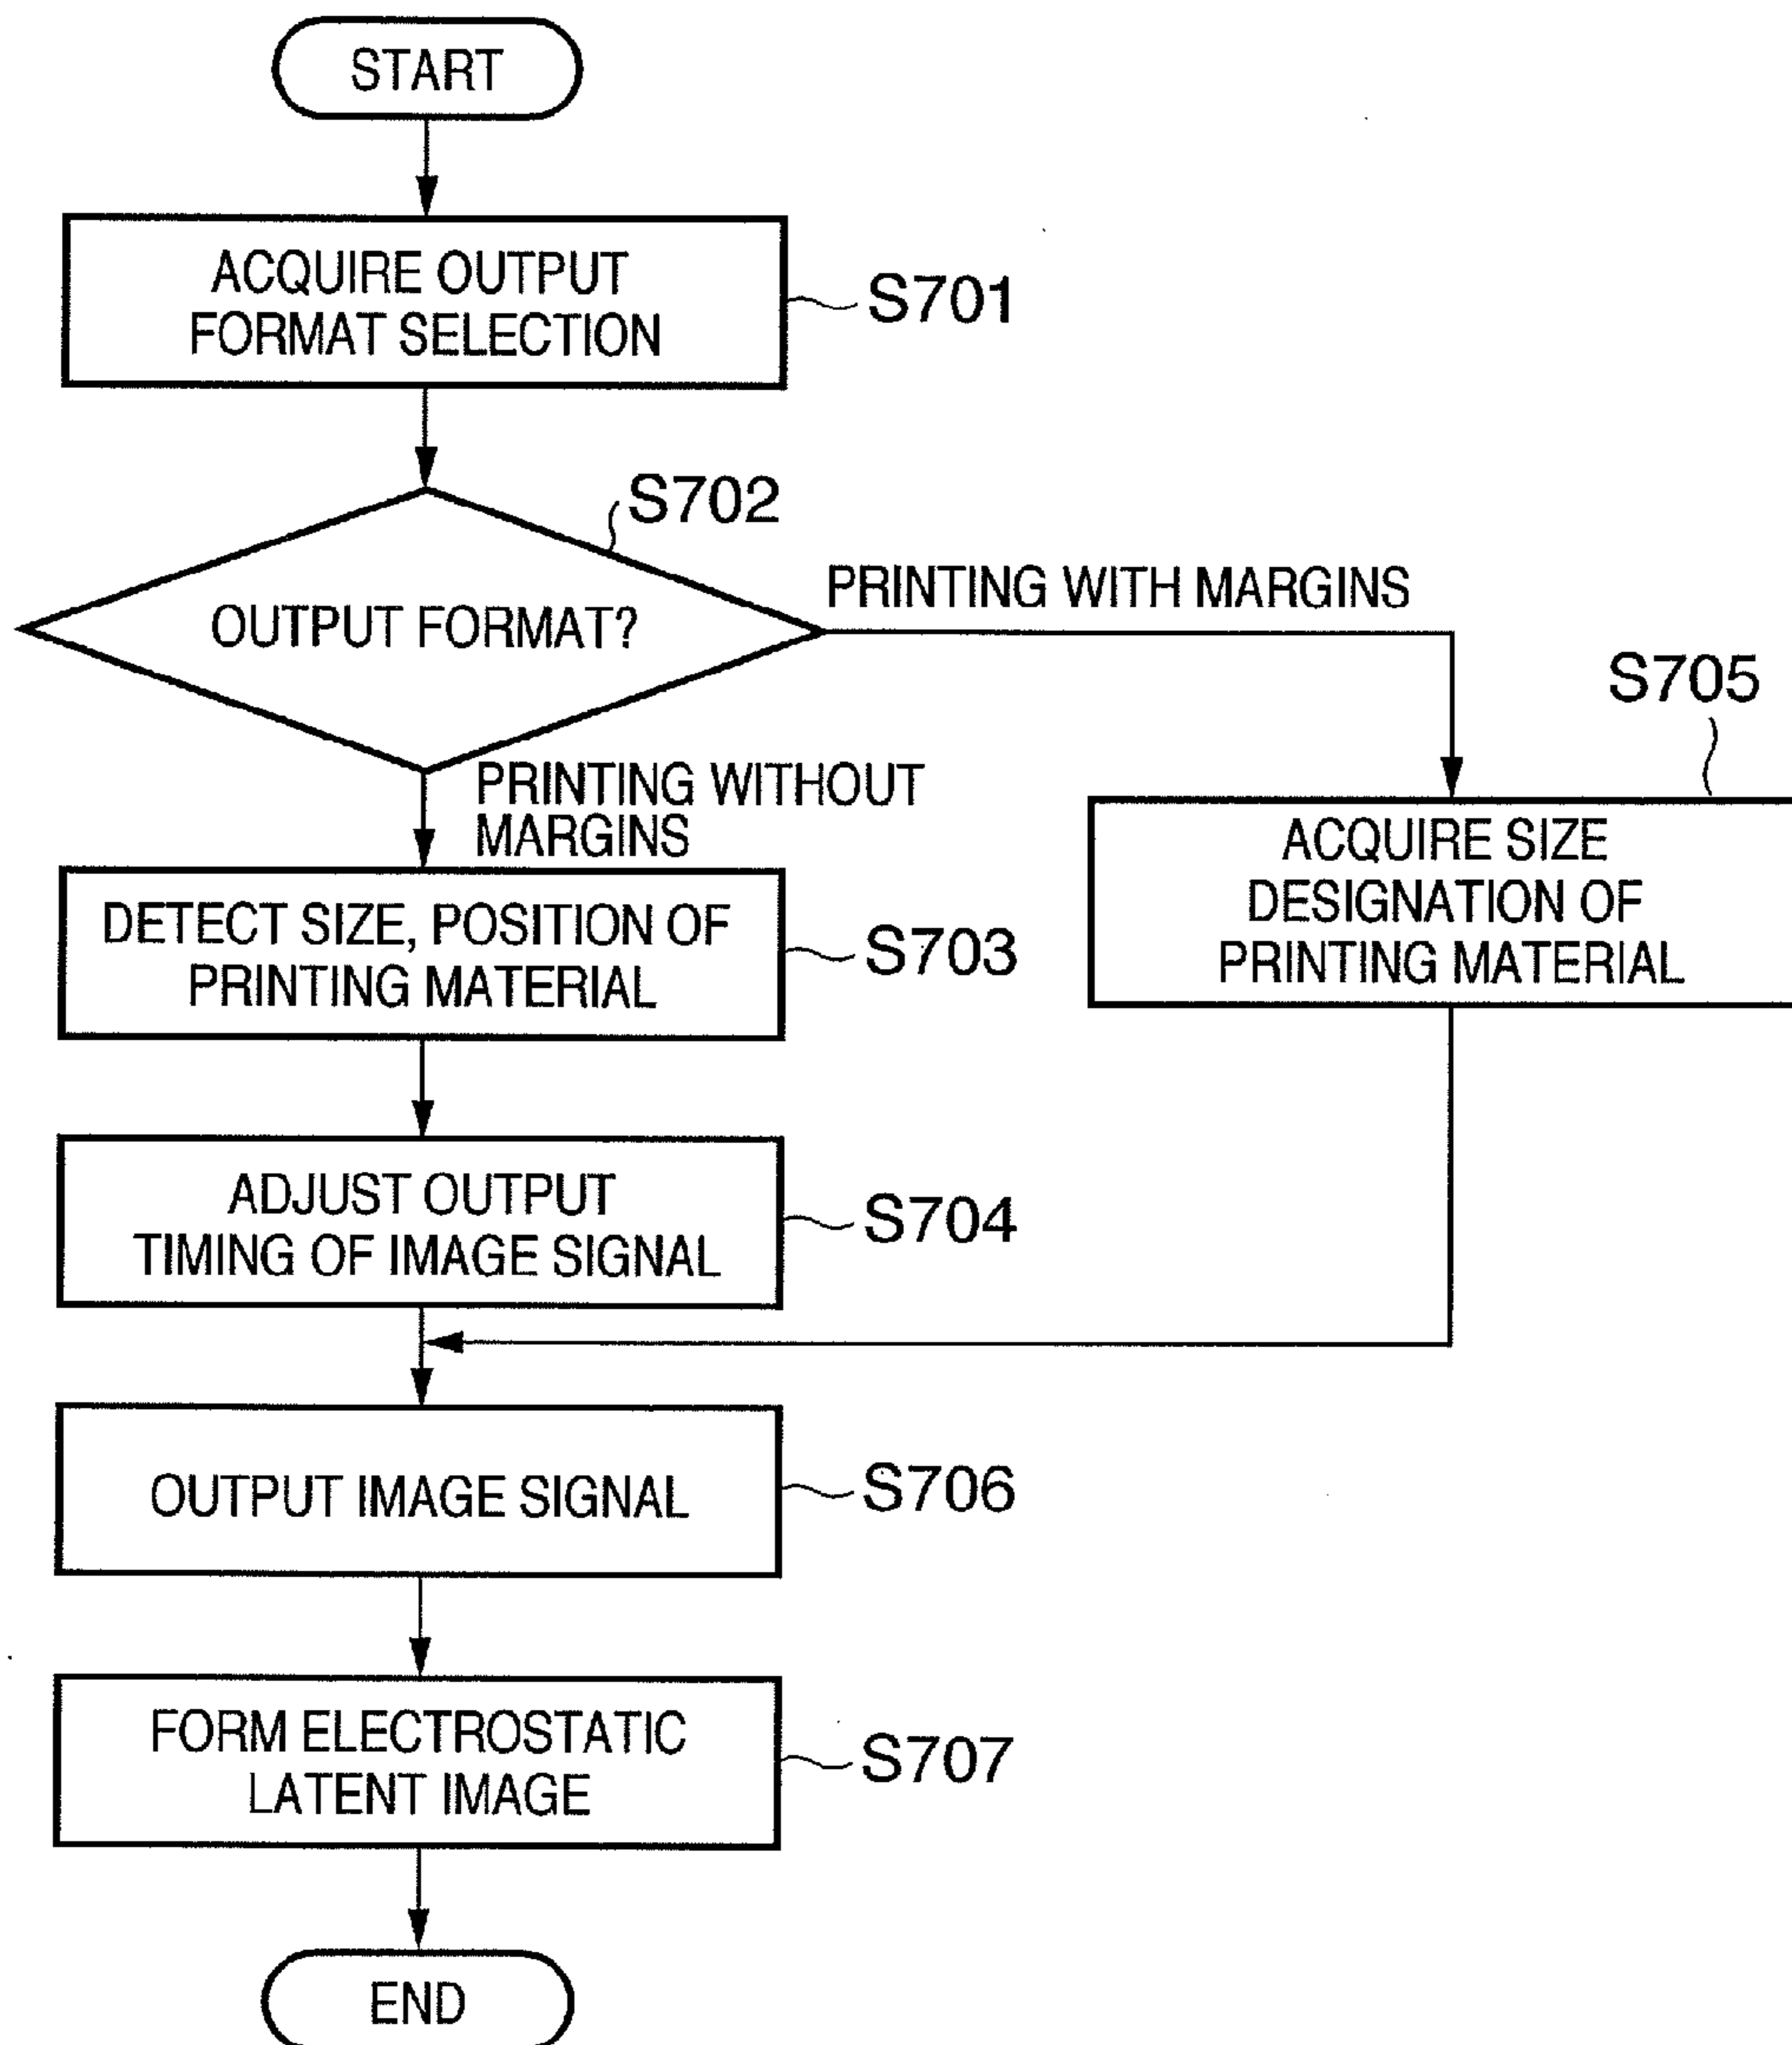 START
ACQUIRE OUTPUT
FORMAT SELECTION
S701
S702
OUTPUT FORMAT?
PRINTING WITH MARGINS
PRINTING WITHOUT
MARGINS
S705
ACQUIRE SIZE
DESIGNATION OF
PRINTING MATERIAL
DETECT SIZE, POSITION OF
PRINTING MATERIAL
S703
ADJUST OUTPUT
TIMING OF IMAGE SIGNAL
S704
OUTPUT IMAGE SIGNAL
S706
FORM ELECTROSTATIC
LATENT IMAGE
S707
END